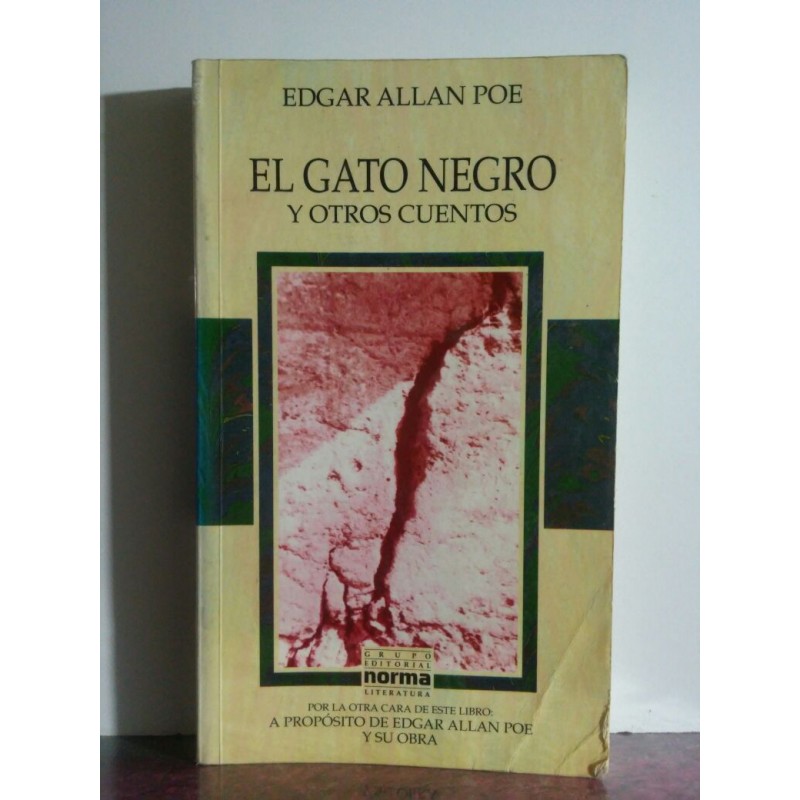 EDGAR ALLAN POE
EL GATO NEGRO
Y OTROS CUENTOS
GRUPO
EDITORIAL
norma
LITERATURA
POR LA OTRA CARA DE ESTE LIBRO:
A PROPÓSITO DE EDGAR ALLAN POE
Y SU OBRA